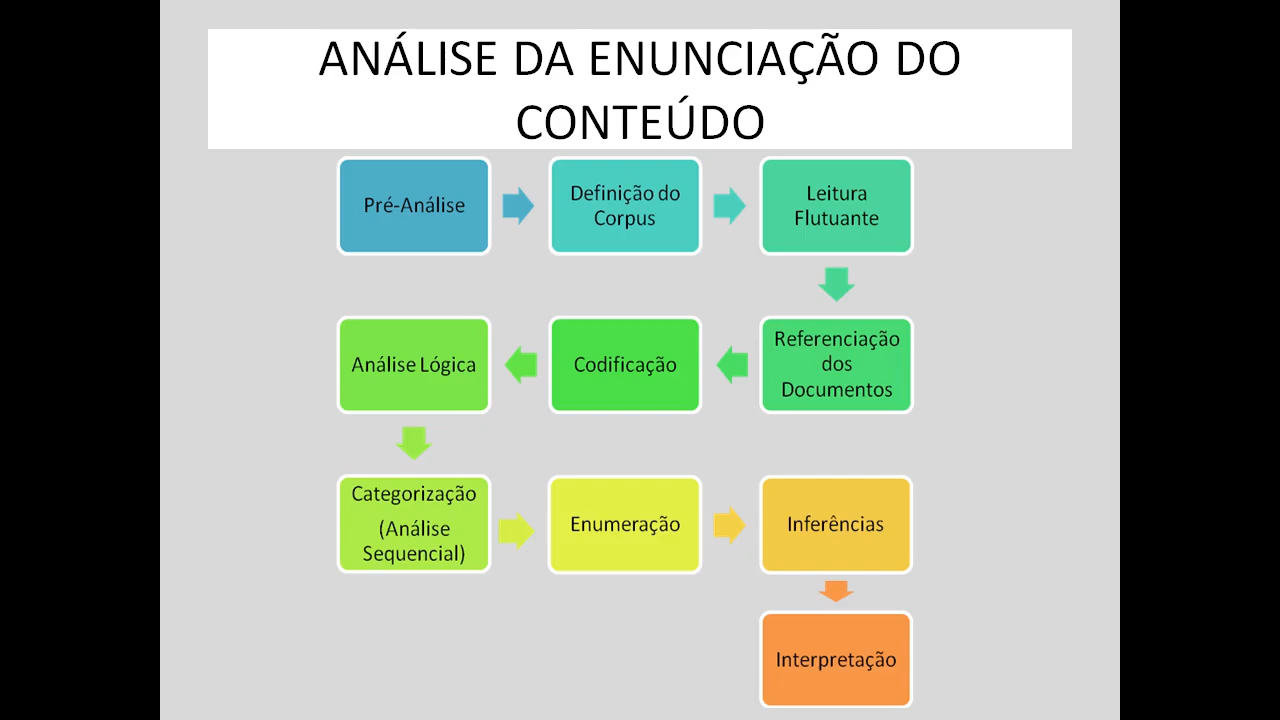 ANÁLISE DA ENUNCIAÇÃO DO
CONTEÚDO
Pré-Análise
Definição do
Corpus
Leitura
Flutuante
Referenciação
dos
Documentos
Codificação
Análise Lógica
Categorização
(Análise
Sequencial)
Enumeração
Inferências
Interpretação